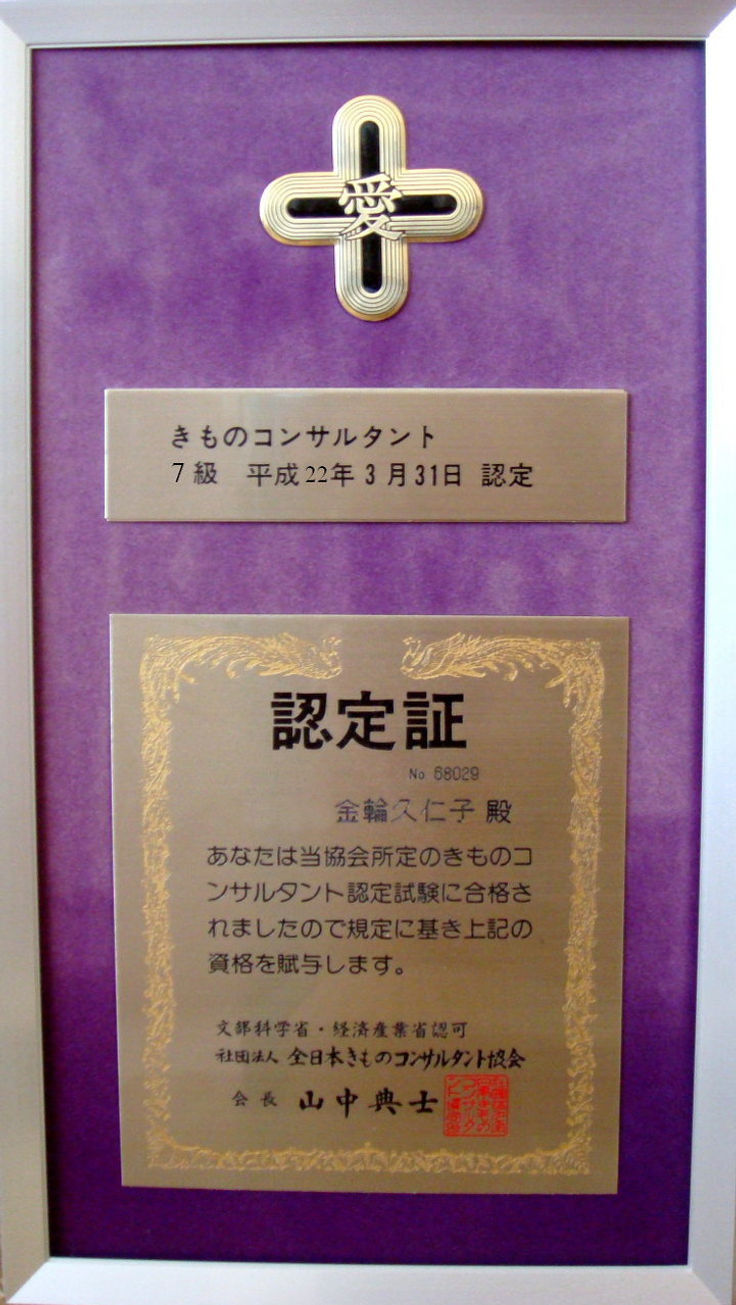 愛
きものコンサルタント
7級 平成22年3月31日 認定
認定証
No 68029
金輪久仁子 殿
あなたは当協会所定のきものコ
ンサルタント認定試験に合格さ
れましたので規定に基き上記の
資格を賦与します。
文部科学省・経済産業省認可
社団法人 全日本きものコンサルタント協会
会長 山中典士